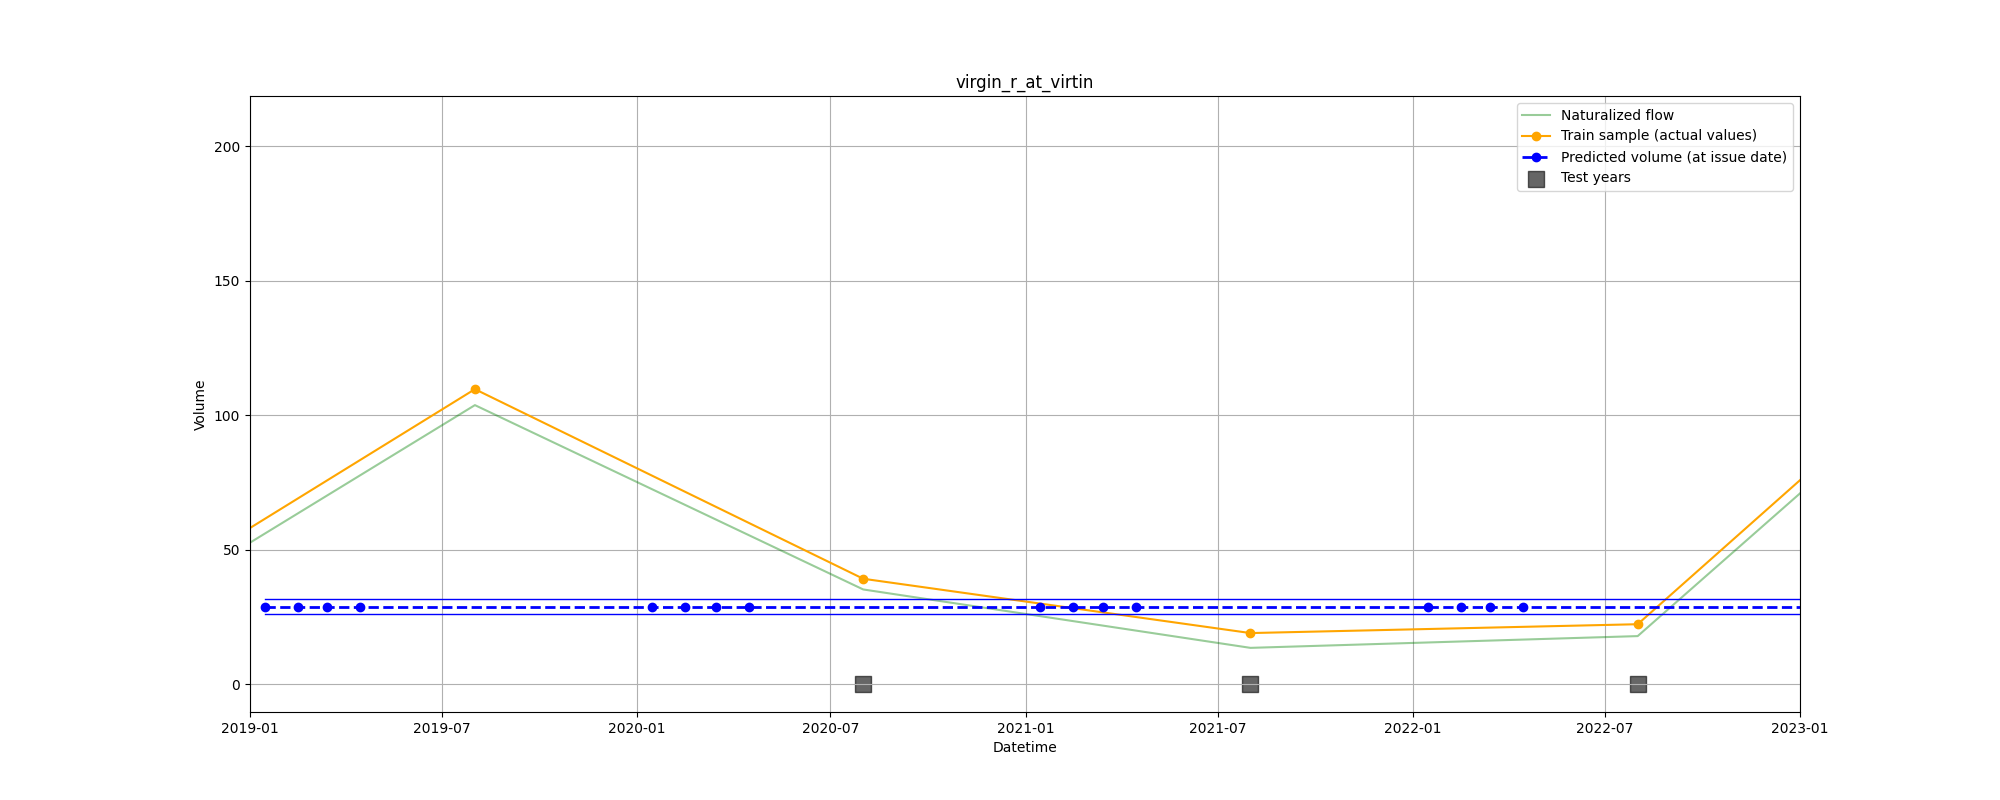 virgin_r_at_virtin
Naturalized flow
Train sample (actual values)
Predicted volume (at issue date)
Test years
200
150
100
50
0
Volume
2019-01
2019-07
2020-01
2020-07
2021-01
2021-07
2022-01
2022-07
2023-01
Datetime